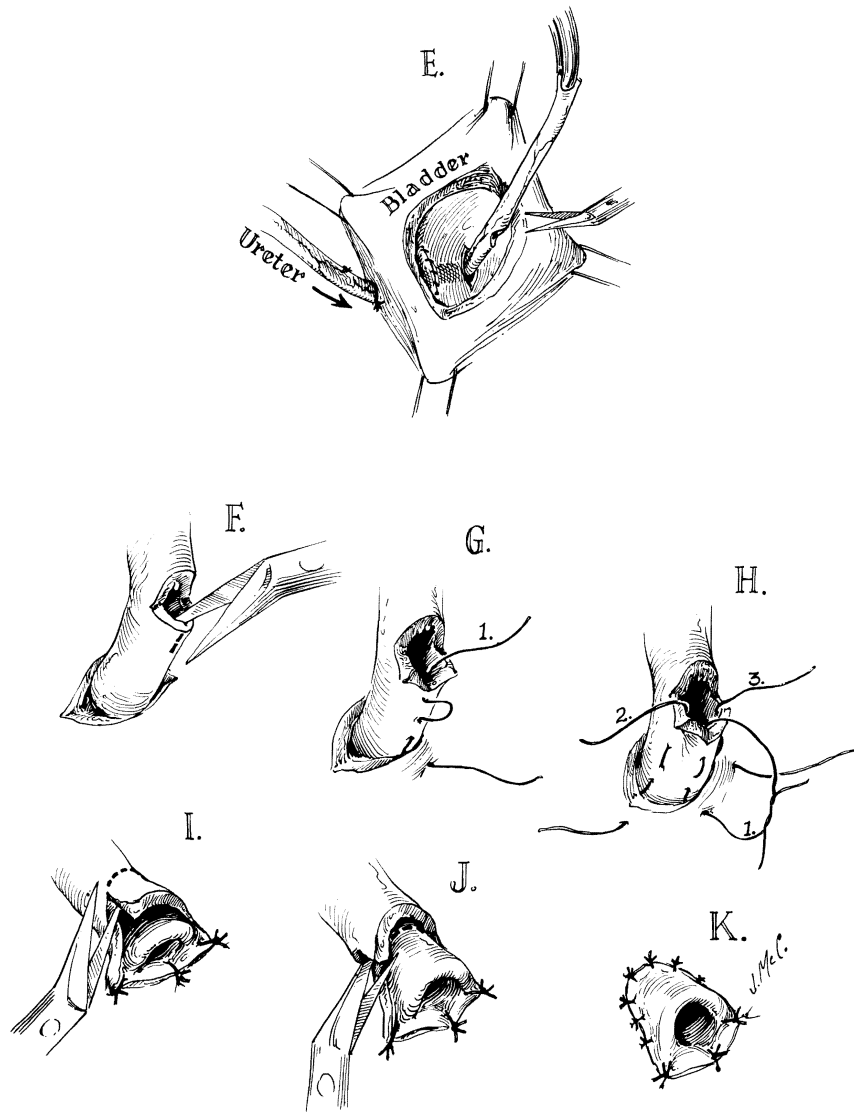 E.
Bladder
Ureter
F.
G.
1.
H.
3.
2.
1.
I.
J.
K.
J. McC.